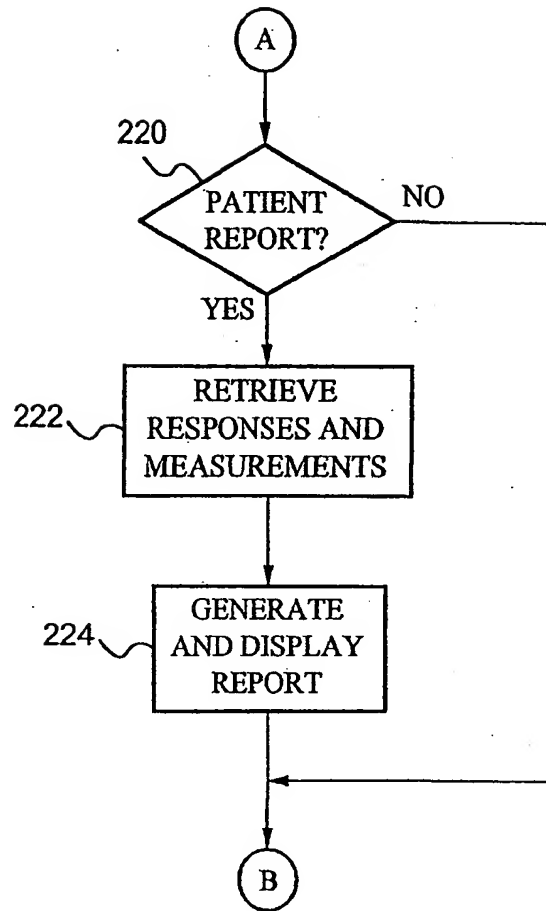 A
220
PATIENT
REPORT?
NO
YES
222
RETRIEVE
RESPONSES AND
MEASUREMENTS
224
GENERATE
AND DISPLAY
REPORT
B